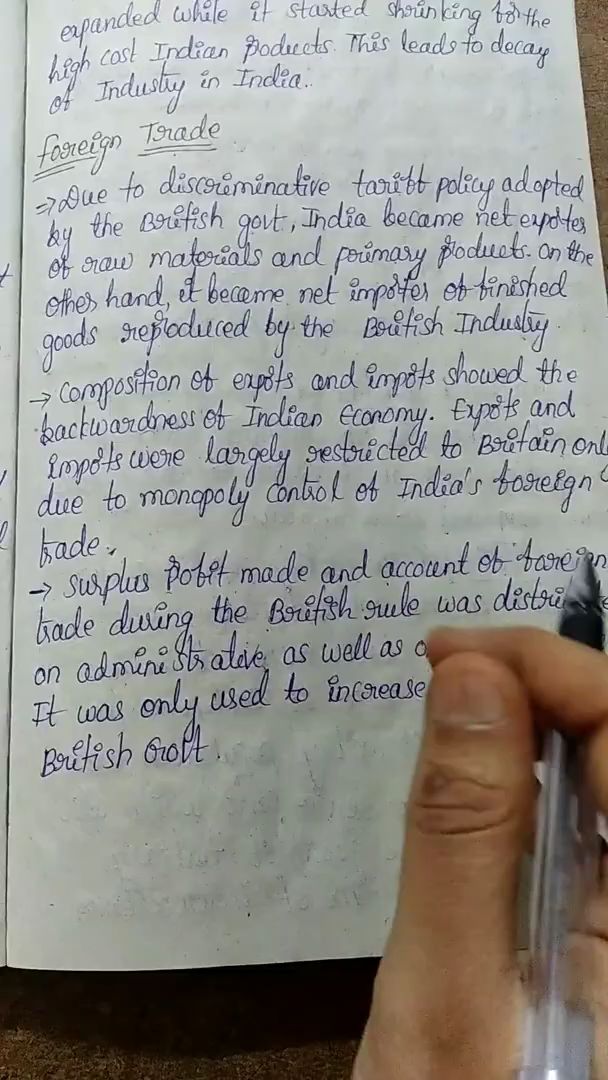 expanded while it started shrinking for the
high cost Indian Products. This leads to decay
of Industry in India..
Foreign Trade
⇒ Due to discriminative tariff policy adopted
by the British govt, India became net exporter
of raw materials and primary Products. On the
other hand, it became net importer of finished
goods reproduced by the British Industry.
→ Composition of exports and imports showed the
backwardness of Indian Economy. Exports and
imports were largely restricted to Britain only
due to monopoly control of India's foreign
trade.
→ Surplus Profit made and account of foreign
trade during the British rule was
on administrative as well as
It was only used to increase
British Govt.